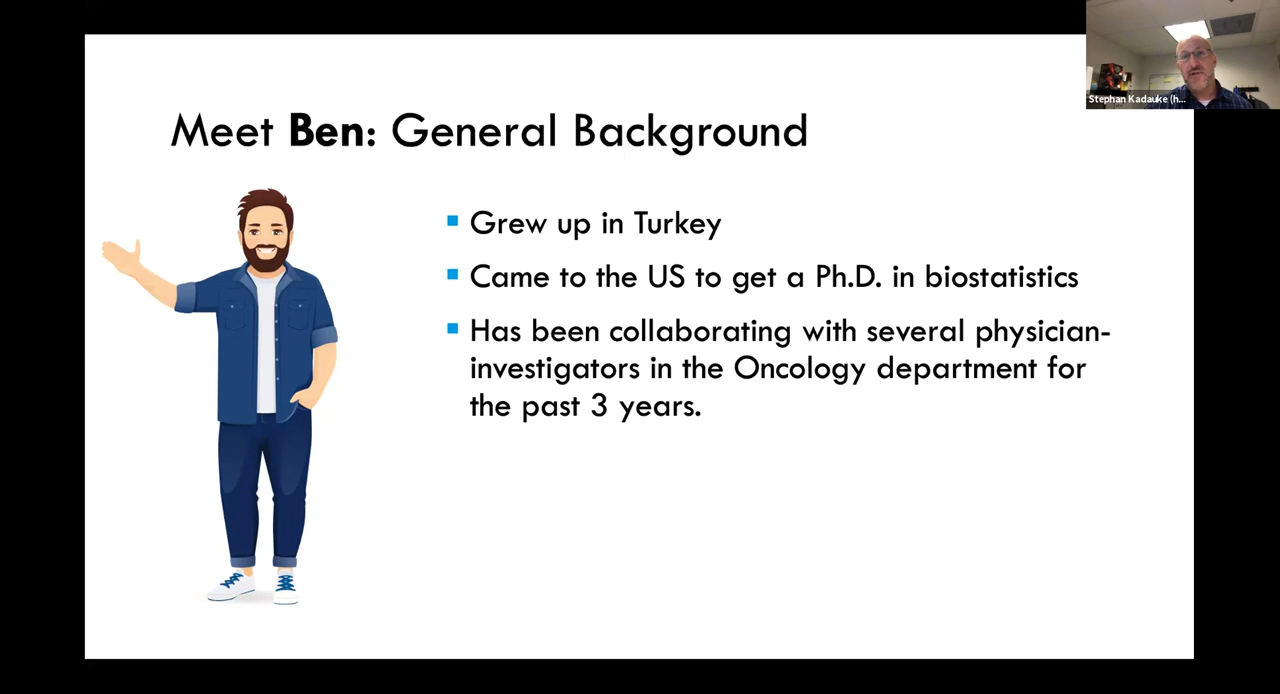 Stephan Kadauke (h...
Meet Ben: General Background
▪ Grew up in Turkey
▪ Came to the US to get a Ph.D. in biostatistics
▪ Has been collaborating with several physician-
investigators in the Oncology department for
the past 3 years.